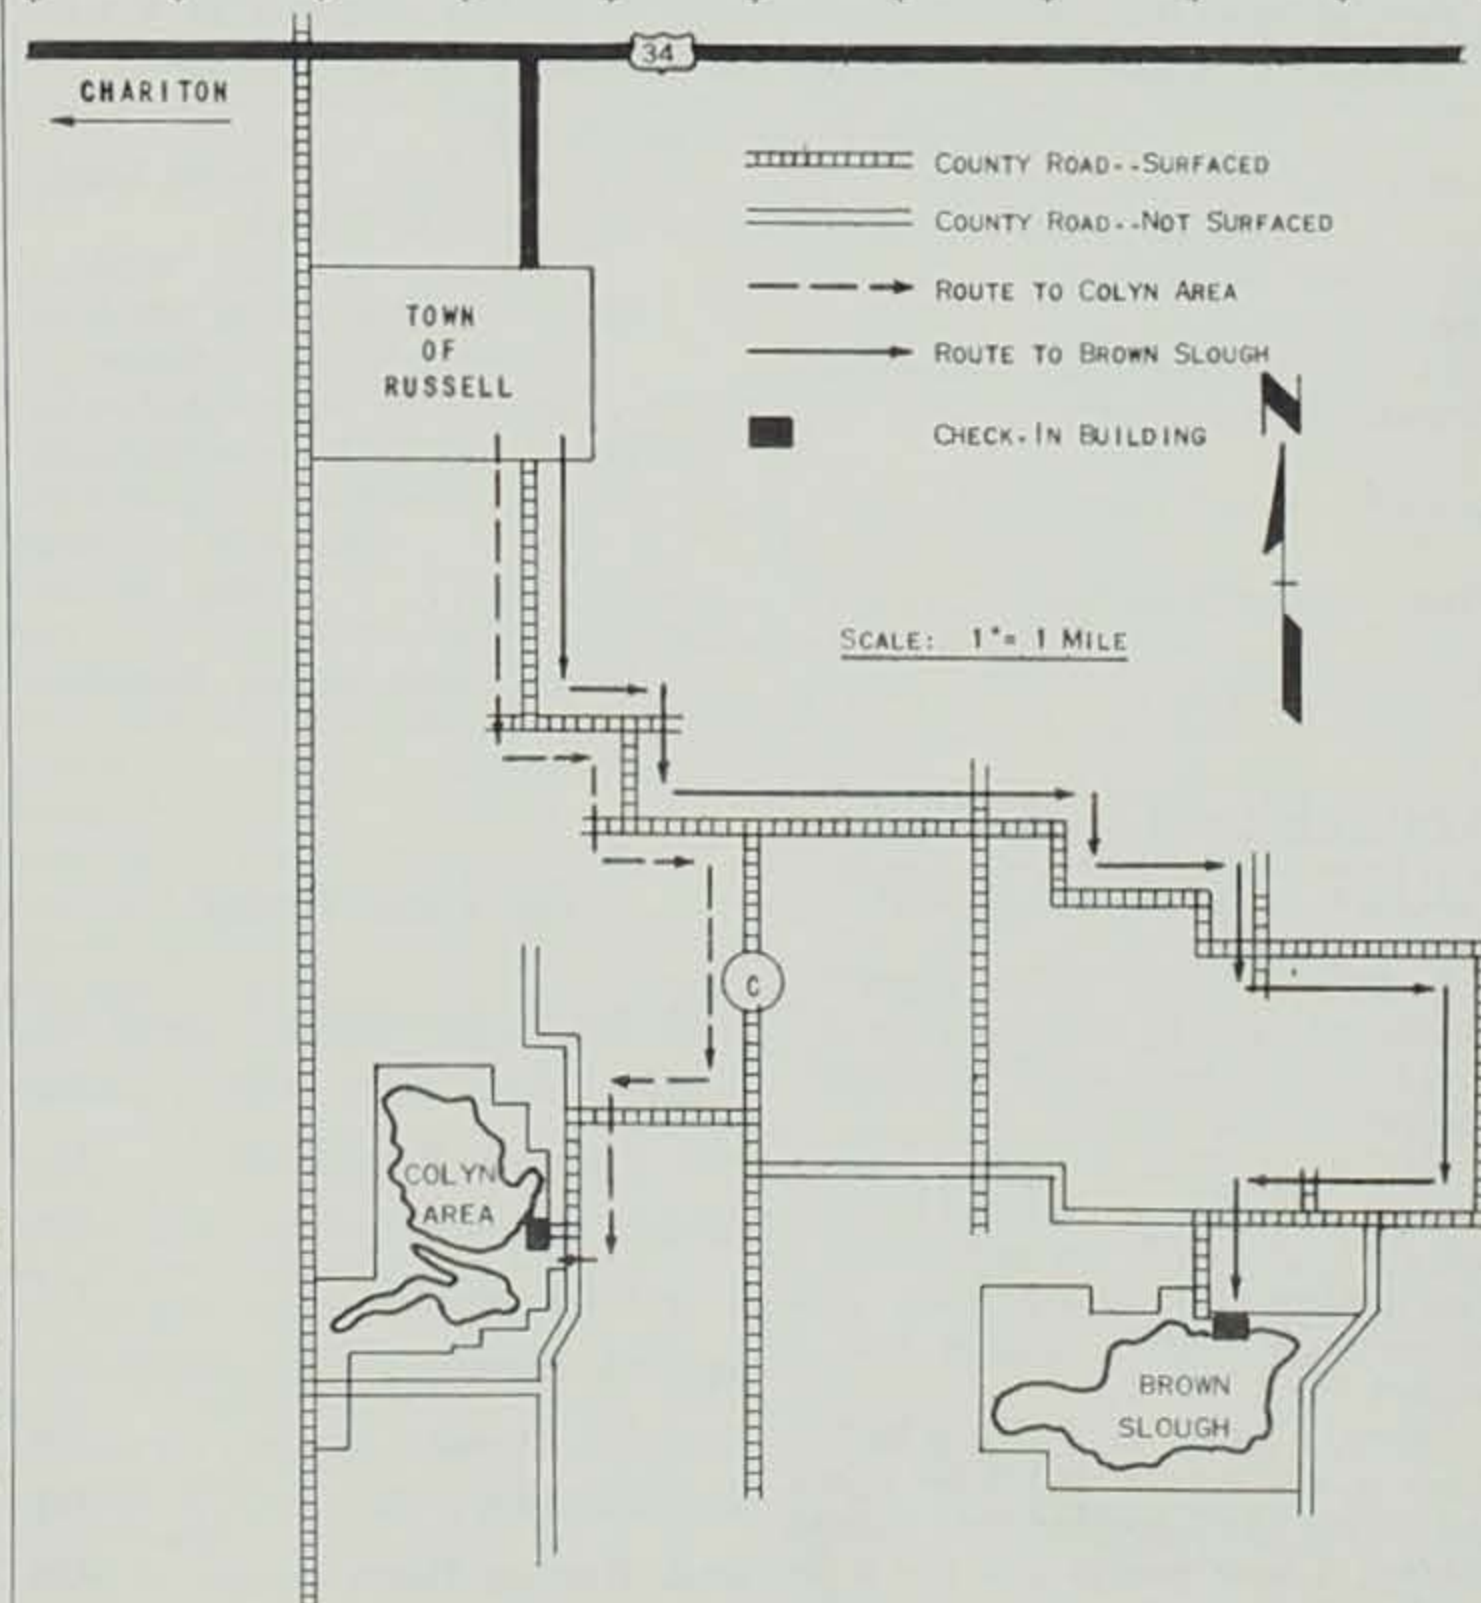 34
CHARITON
COUNTY ROAD--SURFACED
COUNTY ROAD--NOT SURFACED
ROUTE TO COLYN AREA
ROUTE TO BROWN SLOUGH
CHECK-IN BUILDING
N
TOWN
OF
RUSSELL
SCALE: 1"= 1 MILE
C
COLYN
AREA
BROWN
SLOUGH